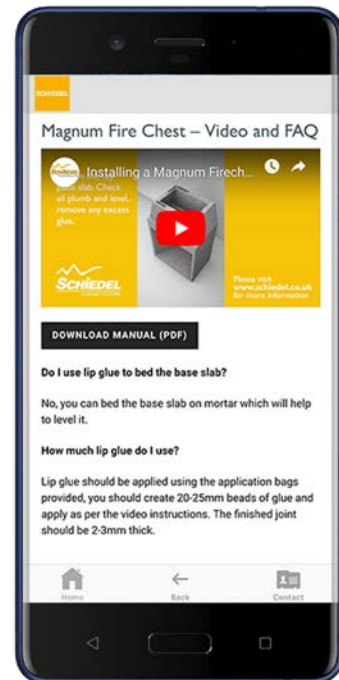 SCHIEDEL
Magnum Fire Chest – Video and FAQ
Installing a Magnum Firech...
base slab. Check
all plumb and level,
remove any excess
glue.
SCHIEDEL
Please visit
www.schiedel.co.uk
for more information
DOWNLOAD MANUAL (PDF)
Do I use lip glue to bed the base slab?
No, you can bed the base slab on mortar which will help
to level it.
How much lip glue do I use?
Lip glue should be applied using the application bags
provided, you should create 20-25mm beads of glue and
apply as per the video instructions. The finished joint
should be 2-3mm thick.
Home
Back
Contact